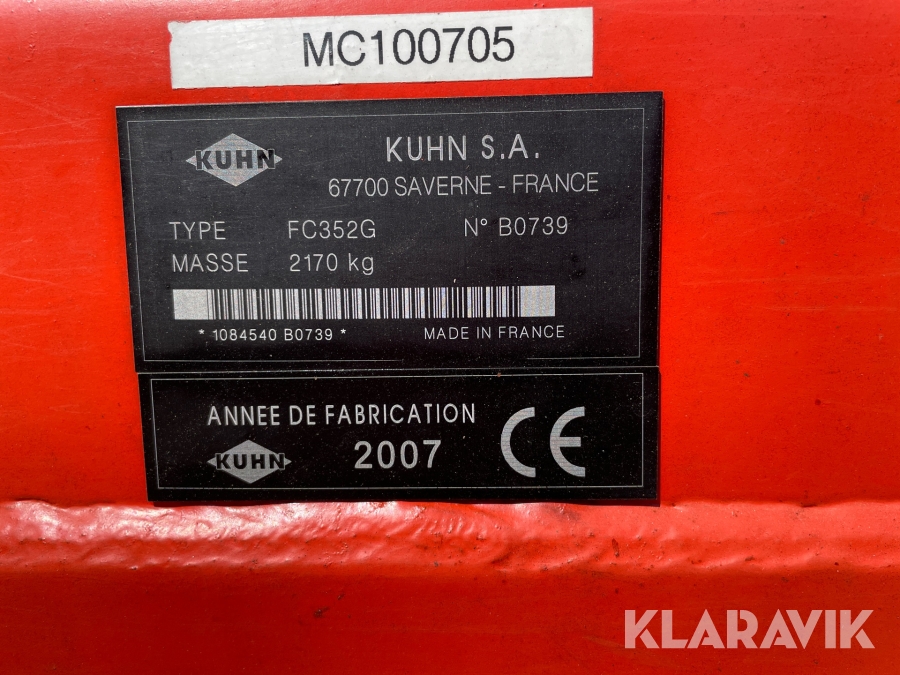 MC100705
KUHN
KUHN S.A.
67700 SAVERNE - FRANCE
TYPE FC352G N° B0739
MASSE 2170 kg
* 1084540 B0739 * MADE IN FRANCE
ANNEE DE FABRICATION
KUHN 2007 CE
KLARAVIK